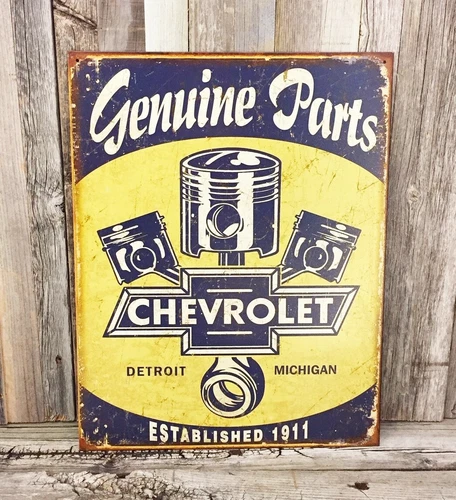 Genuine Parts
CHEVROLET
DETROIT MICHIGAN
ESTABLISHED 1911